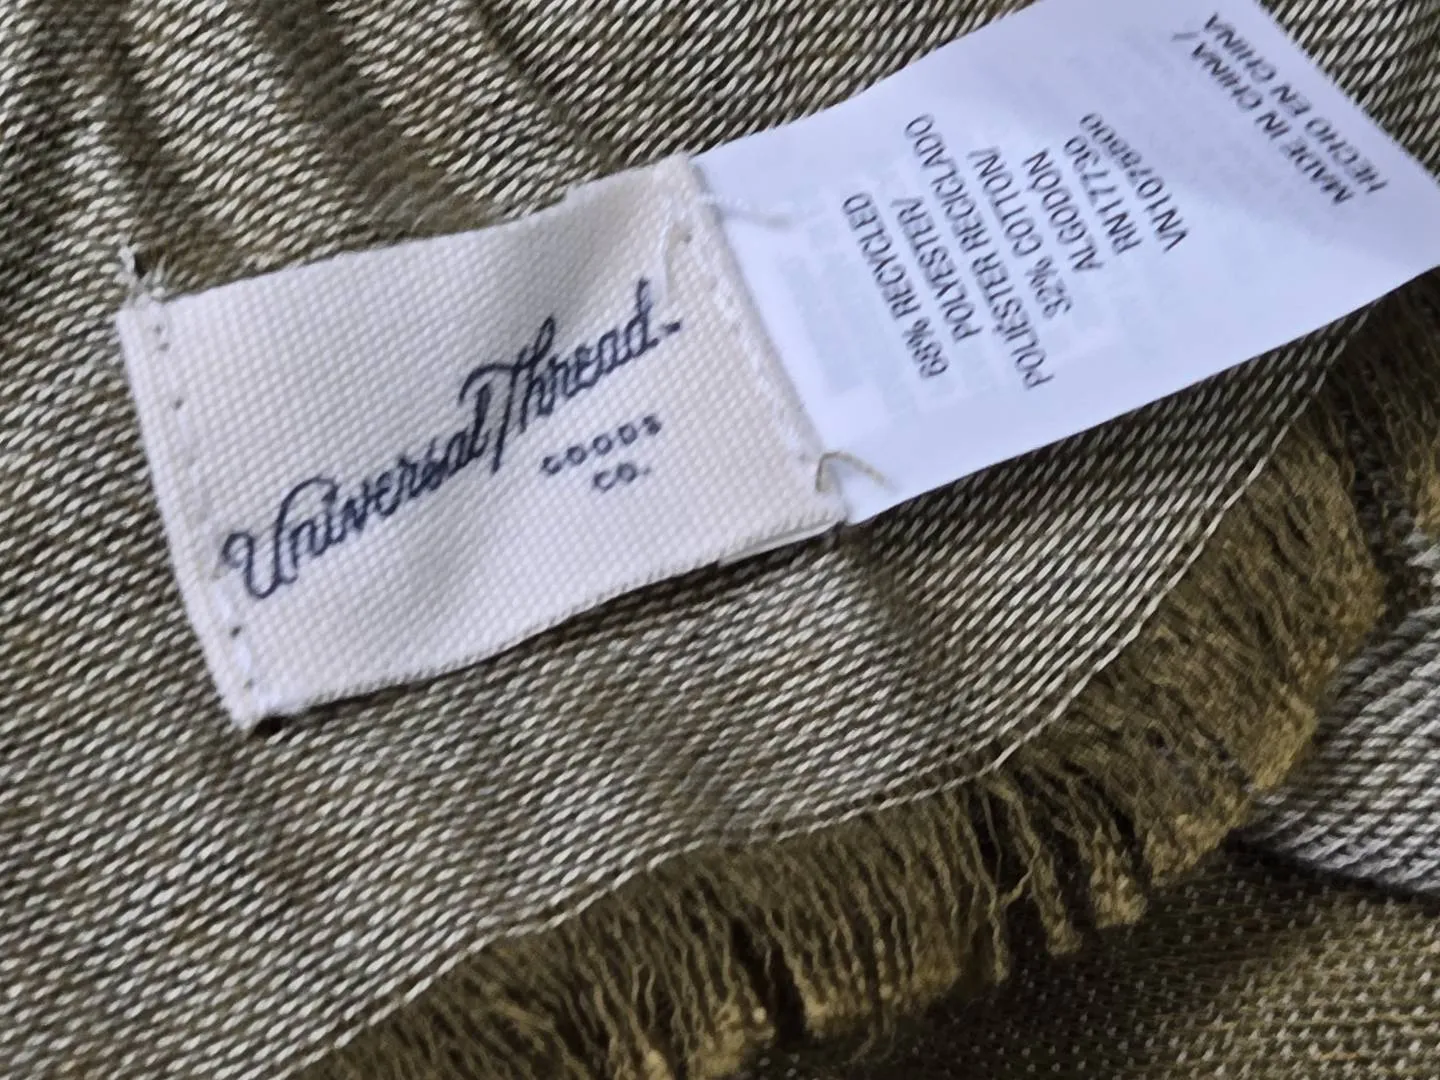 Universal Thread.
GOODS
CO.
68% RECYCLED
POLYESTER/
POLIÉSTER RECICLADO
32% COTTON/
ALGODÓN
RN17730
VN1078800
MADE IN CHINA /
HECHO EN CHINA